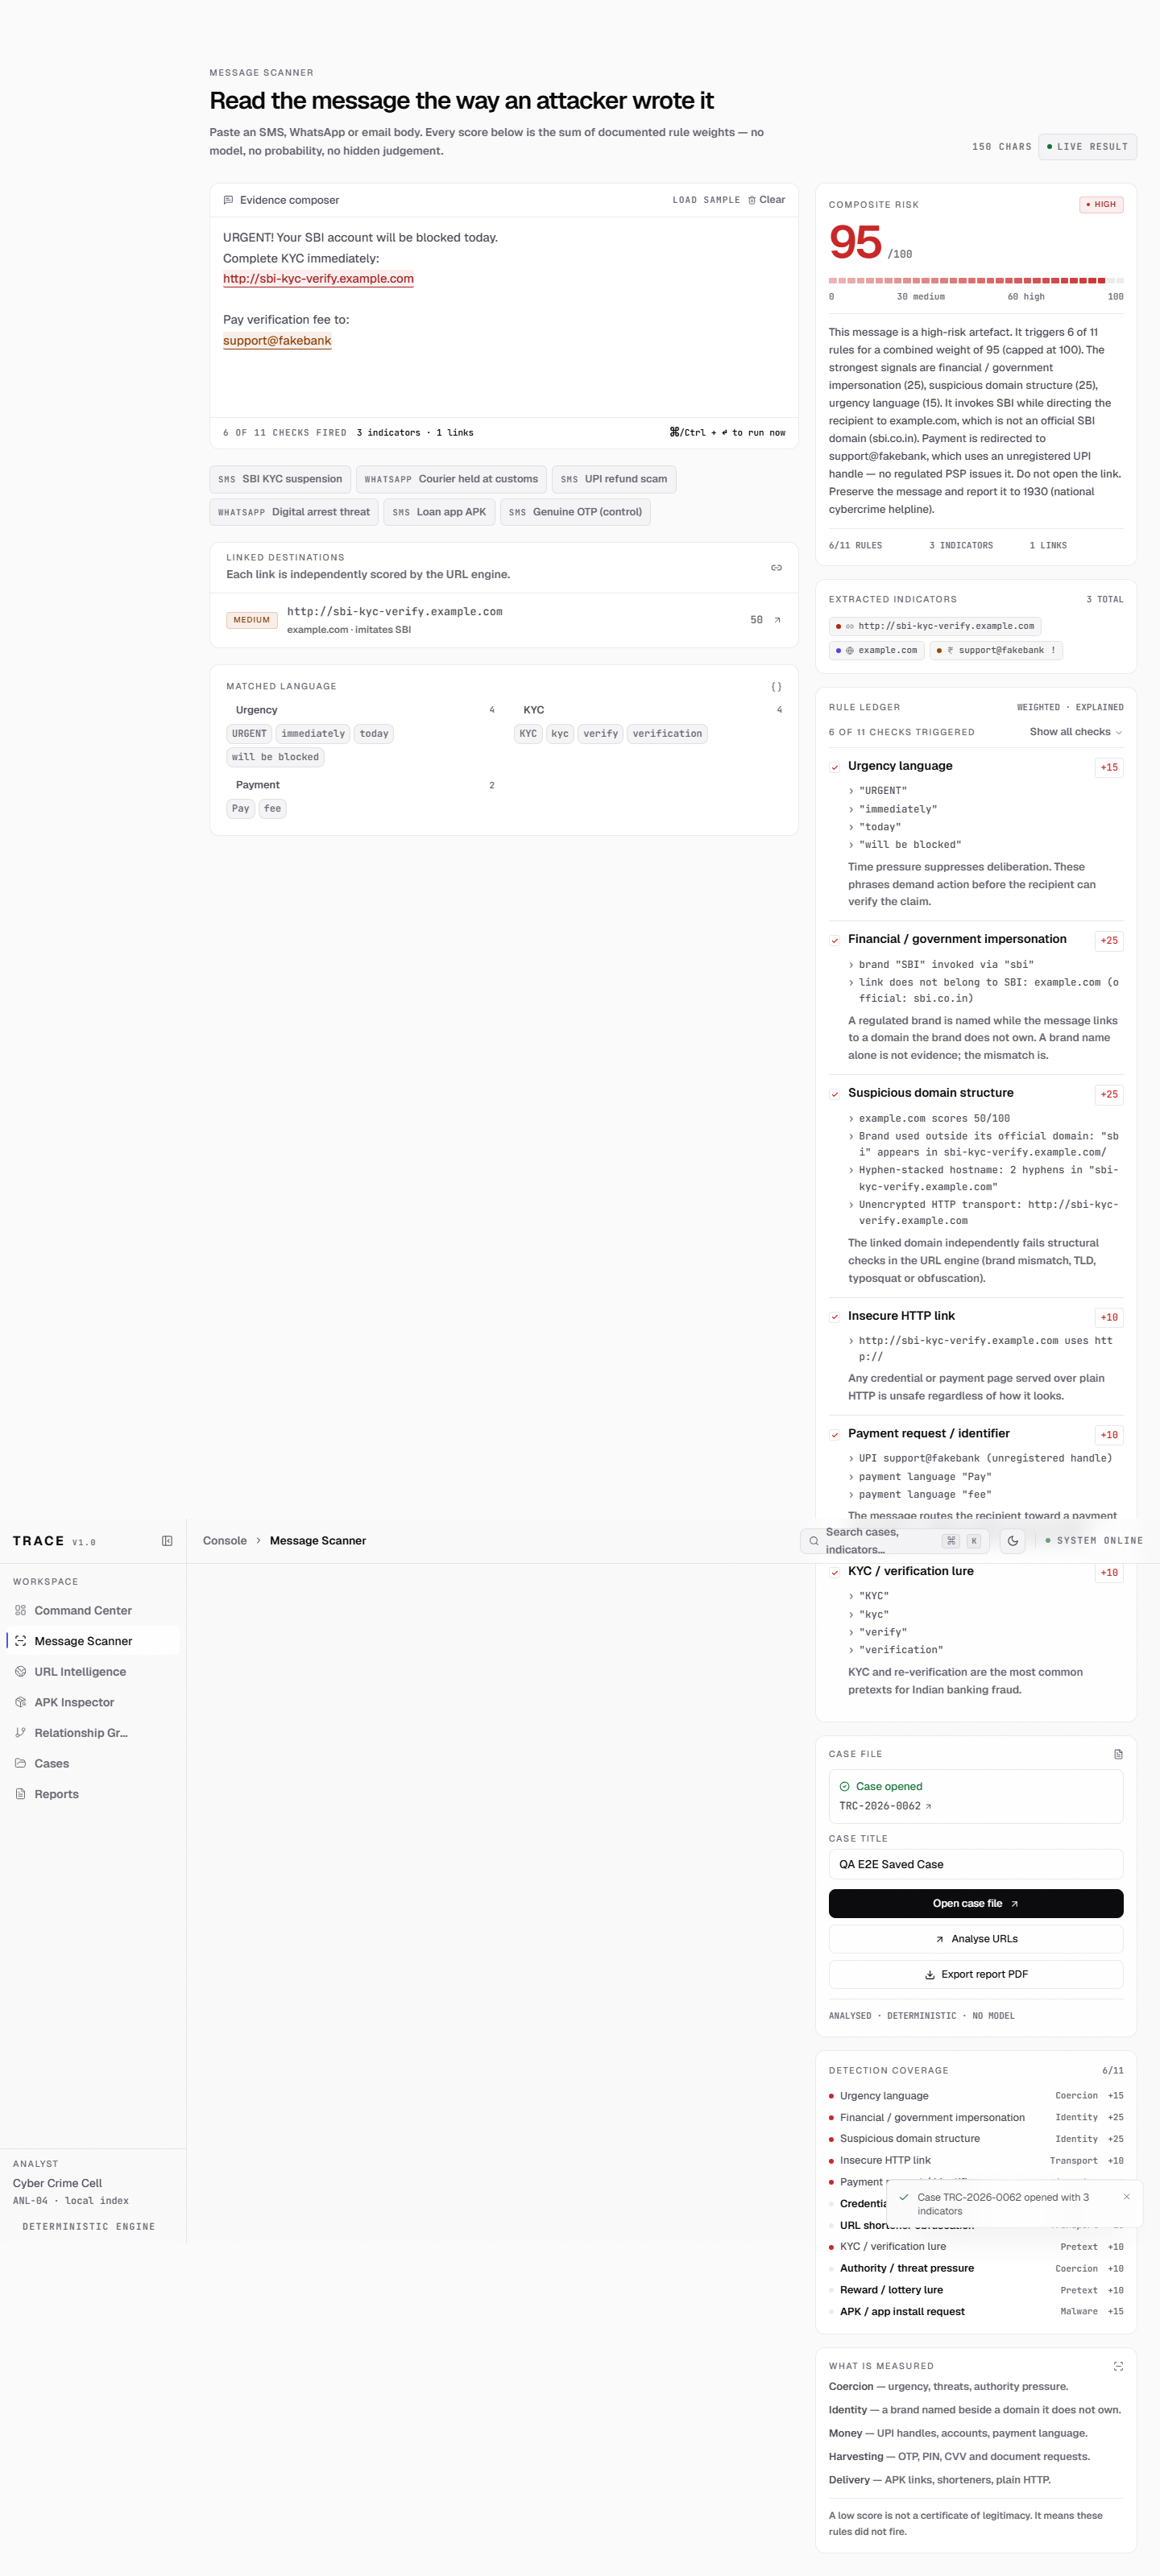 MESSAGE SCANNER
Read the message the way an attacker wrote it
Paste an SMS, WhatsApp or email body. Every score below is the sum of documented rule weights — no
model, no probability, no hidden judgement.
150 CHARS
LIVE RESULT
Evidence composer
LOAD SAMPLE
Clear
URGENT! Your SBI account will be blocked today.
Complete KYC immediately:
http://sbi-kyc-verify.example.com
Pay verification fee to:
support@fakebank
6 OF 11 CHECKS FIRED 3 indicators · 1 links
⌘/Ctrl + ↵ to run now
SMS SBI KYC suspension
WHATSAPP Courier held at customs
SMS UPI refund scam
WHATSAPP Digital arrest threat
SMS Loan app APK
SMS Genuine OTP (control)
LINKED DESTINATIONS
Each link is independently scored by the URL engine.
MEDIUM
http://sbi-kyc-verify.example.com
example.com · imitates SBI
50
MATCHED LANGUAGE
{}
Urgency 4
URGENT immediately today
will be blocked
KYC 4
KYC kyc verify verification
Payment 2
Pay fee
COMPOSITE RISK
HIGH
95 /100
0 30 medium 60 high 100
This message is a high-risk artefact. It triggers 6 of 11
rules for a combined weight of 95 (capped at 100). The
strongest signals are financial / government
impersonation (25), suspicious domain structure (25),
urgency language (15). It invokes SBI while directing the
recipient to example.com, which is not an official SBI
domain (sbi.co.in). Payment is redirected to
support@fakebank, which uses an unregistered UPI
handle — no regulated PSP issues it. Do not open the link.
Preserve the message and report it to 1930 (national
cybercrime helpline).
6/11 RULES 3 INDICATORS 1 LINKS
EXTRACTED INDICATORS 3 TOTAL
http://sbi-kyc-verify.example.com
example.com
₹ support@fakebank !
RULE LEDGER WEIGHTED · EXPLAINED
6 OF 11 CHECKS TRIGGERED Show all checks
Urgency language +15
› "URGENT"
› "immediately"
› "today"
› "will be blocked"
Time pressure suppresses deliberation. These
phrases demand action before the recipient can
verify the claim.
Financial / government impersonation +25
› brand "SBI" invoked via "sbi"
› link does not belong to SBI: example.com (o
fficial: sbi.co.in)
A regulated brand is named while the message links
to a domain the brand does not own. A brand name
alone is not evidence; the mismatch is.
Suspicious domain structure +25
› example.com scores 50/100
› Brand used outside its official domain: "sb
i" appears in sbi-kyc-verify.example.com/
› Hyphen-stacked hostname: 2 hyphens in "sbi-
kyc-verify.example.com"
› Unencrypted HTTP transport: http://sbi-kyc-
verify.example.com
The linked domain independently fails structural
checks in the URL engine (brand mismatch, TLD,
typosquat or obfuscation).
Insecure HTTP link +10
› http://sbi-kyc-verify.example.com uses htt
p://
Any credential or payment page served over plain
HTTP is unsafe regardless of how it looks.
Payment request / identifier +10
› UPI support@fakebank (unregistered handle)
› payment language "Pay"
› payment language "fee"
The message routes the recipient toward a payment
TRACE V1.0
Console › Message Scanner
Search cases,
indicators...
⌘ K
SYSTEM ONLINE
WORKSPACE
Command Center
Message Scanner
URL Intelligence
APK Inspector
Relationship Gr...
Cases
Reports
ANALYST
Cyber Crime Cell
ANL-04 · local index
DETERMINISTIC ENGINE
KYC / verification lure +10
› "KYC"
› "kyc"
› "verify"
› "verification"
KYC and re-verification are the most common
pretexts for Indian banking fraud.
CASE FILE
Case opened
TRC-2026-0062
CASE TITLE
QA E2E Saved Case
Open case file
Analyse URLs
Export report PDF
ANALYSED · DETERMINISTIC · NO MODEL
DETECTION COVERAGE 6/11
Urgency language Coercion +15
Financial / government impersonation Identity +25
Suspicious domain structure Identity +25
Insecure HTTP link Transport +10
Payment
Case TRC-2026-0062 opened with 3
indicators
URL
KYC / verification lure Pretext +10
Authority / threat pressure Coercion +10
Reward / lottery lure Pretext +10
APK / app install request Malware +15
WHAT IS MEASURED
Coercion — urgency, threats, authority pressure.
Identity — a brand named beside a domain it does not own.
Money — UPI handles, accounts, payment language.
Harvesting — OTP, PIN, CVV and document requests.
Delivery — APK links, shorteners, plain HTTP.
A low score is not a certificate of legitimacy. It means these
rules did not fire.